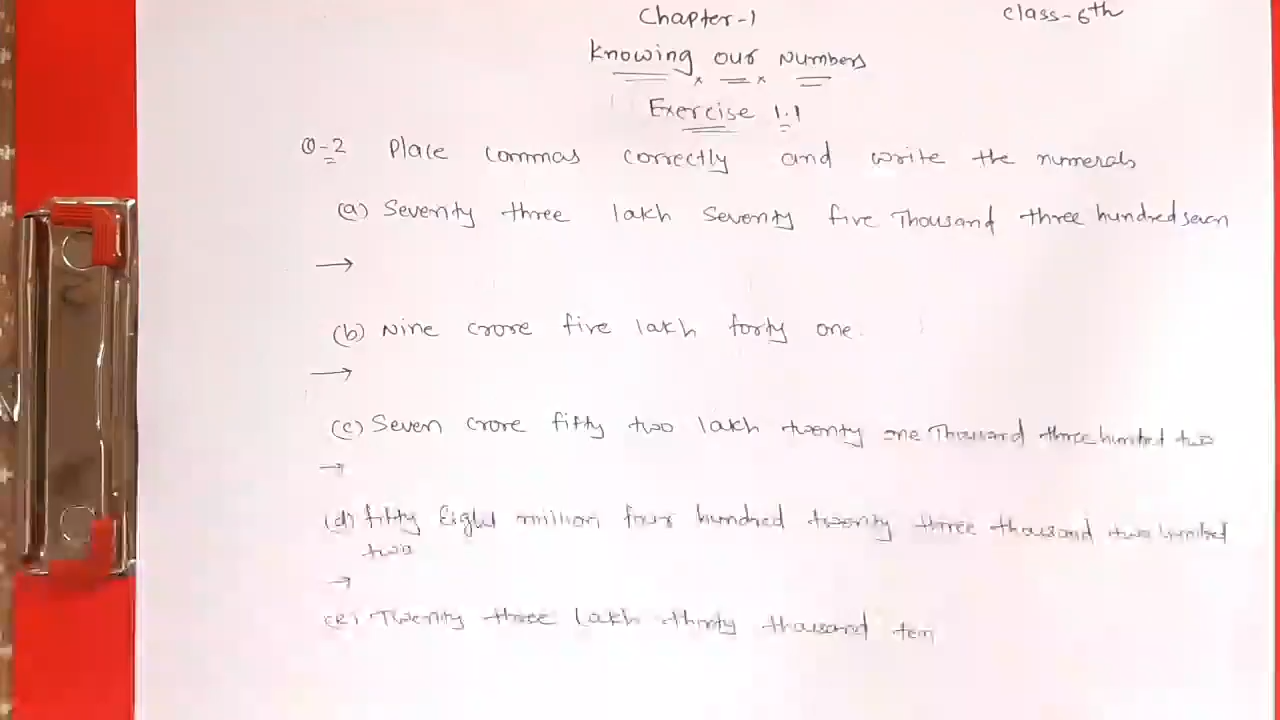 Chapter-1 class-6th
Knowing our Numbers
Exercise 1.1
Q-2 Place commas correctly and write the numerals
(a) Seventy three lakh Seventy five Thousand three hundred seven
→
(b) Nine crore five lakh forty one.
→
(c) Seven crore fifty two lakh twenty one Thousand three hundred two
→
(d) fifty Eight million four hundred twenty three thousand two hundred
two
→
(e) Twenty three lakh thirty thousand ten